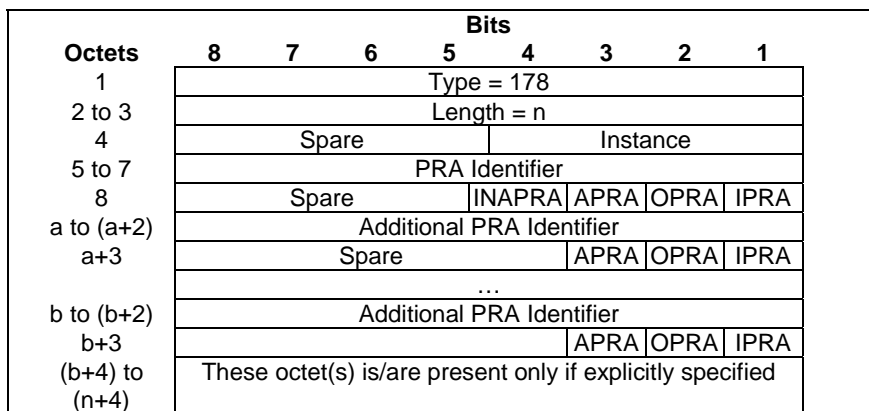 Bits
Octets 8 7 6 5 4 3 2 1
1 Type = 178
2 to 3 Length = n
4 Spare Instance
5 to 7 PRA Identifier
8 Spare INAPRA APRA OPRA IPRA
a to (a+2) Additional PRA Identifier
a+3 Spare APRA OPRA IPRA
…
b to (b+2) Additional PRA Identifier
b+3 APRA OPRA IPRA
(b+4) to These octet(s) is/are present only if explicitly specified
(n+4)